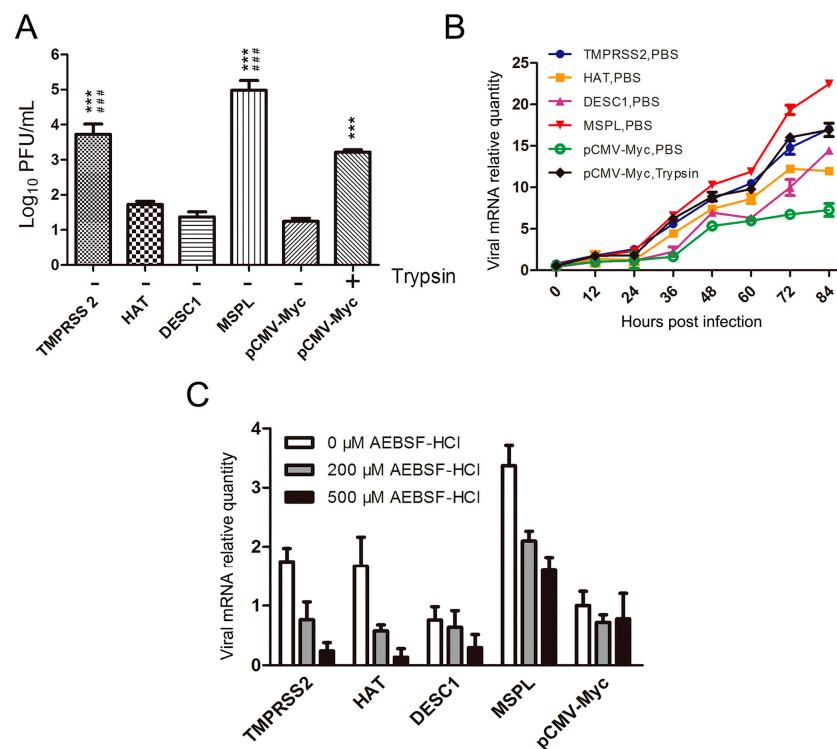 A
Log10 PFU/mL
6
5
4
3
2
1
0
***
###
***
###
***
- - - - - + Trypsin
TMPRSS 2
HAT
DESC1
MSPL
pCMV-Myc
pCMV-Myc
B
Viral mRNA relative quantity
25
20
15
10
5
0
TMPRSS2,PBS
HAT,PBS
DESC1,PBS
MSPL,PBS
pCMV-Myc,PBS
pCMV-Myc,Trypsin
0 12 24 36 48 60 72 84
Hours post infection
C
Viral mRNA relative quantity
4
2
1
0
0 µM AEBSF-HCl
200 µM AEBSF-HCl
500 µM AEBSF-HCl
TMPRSS2
HAT
DESC1
MSPL
pCMV-Myc